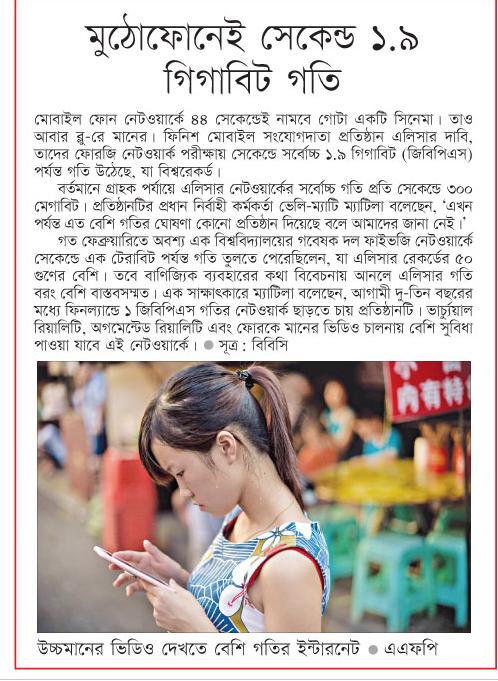 মুঠোফোনেই সেকেন্ড ১.৯
গিগাবিট গতি
মোবাইল ফোন নেটওয়ার্কে ৪৪ সেকেন্ডেই নামবে গোটা একটি সিনেমা। তাও
আবার ব্লু-রে মানের। ফিনিশ মোবাইল সংযোগদাতা প্রতিষ্ঠান এলিসার দাবি,
তাদের ফোরজি নেটওয়ার্ক পরীক্ষায় সেকেন্ডে সর্বোচ্চ ১.৯ গিগাবিট (জিবিপিএস)
পর্যন্ত গতি উঠেছে, যা বিশ্বরেকর্ড।
বর্তমানে গ্রাহক পর্যায়ে এলিসার নেটওয়ার্কের সর্বোচ্চ গতি প্রতি সেকেন্ডে ৩০০
মেগাবিট। প্রতিষ্ঠানটির প্রধান নির্বাহী কর্মকর্তা ভেলি-ম্যাটি ম্যাটিলা বলেছেন, ‘এখন
পর্যন্ত এত বেশি গতির ঘোষণা কোনো প্রতিষ্ঠান দিয়েছে বলে আমাদের জানা নেই।’
গত ফেব্রুয়ারিতে অবশ্য এক বিশ্ববিদ্যালয়ের গবেষক দল ফাইভজি নেটওয়ার্কে
সেকেন্ডে এক টেরাবিট পর্যন্ত গতি তুলতে পেরেছিলেন, যা এলিসার রেকর্ডের ৫০
গুণের বেশি। তবে বাণিজ্যিক ব্যবহারের কথা বিবেচনায় আনলে এলিসার গতি
বরং বেশি বাস্তবসম্মত। এক সাক্ষাৎকারে ম্যাটিলা বলেছেন, আগামী দু-তিন বছরের
মধ্যে ফিনল্যান্ডে ১ জিবিপিএস গতির নেটওয়ার্ক ছাড়তে চায় প্রতিষ্ঠানটি। ভার্চ্যুয়াল
রিয়ালিটি, অগমেন্টেড রিয়ালিটি এবং ফোরকে মানের ভিডিও চালনায় বেশি সুবিধা
পাওয়া যাবে এই নেটওয়ার্কে। ● সূত্র : বিবিসি
内有特
উচ্চমানের ভিডিও দেখতে বেশি গতির ইন্টারনেট ● এএফপি